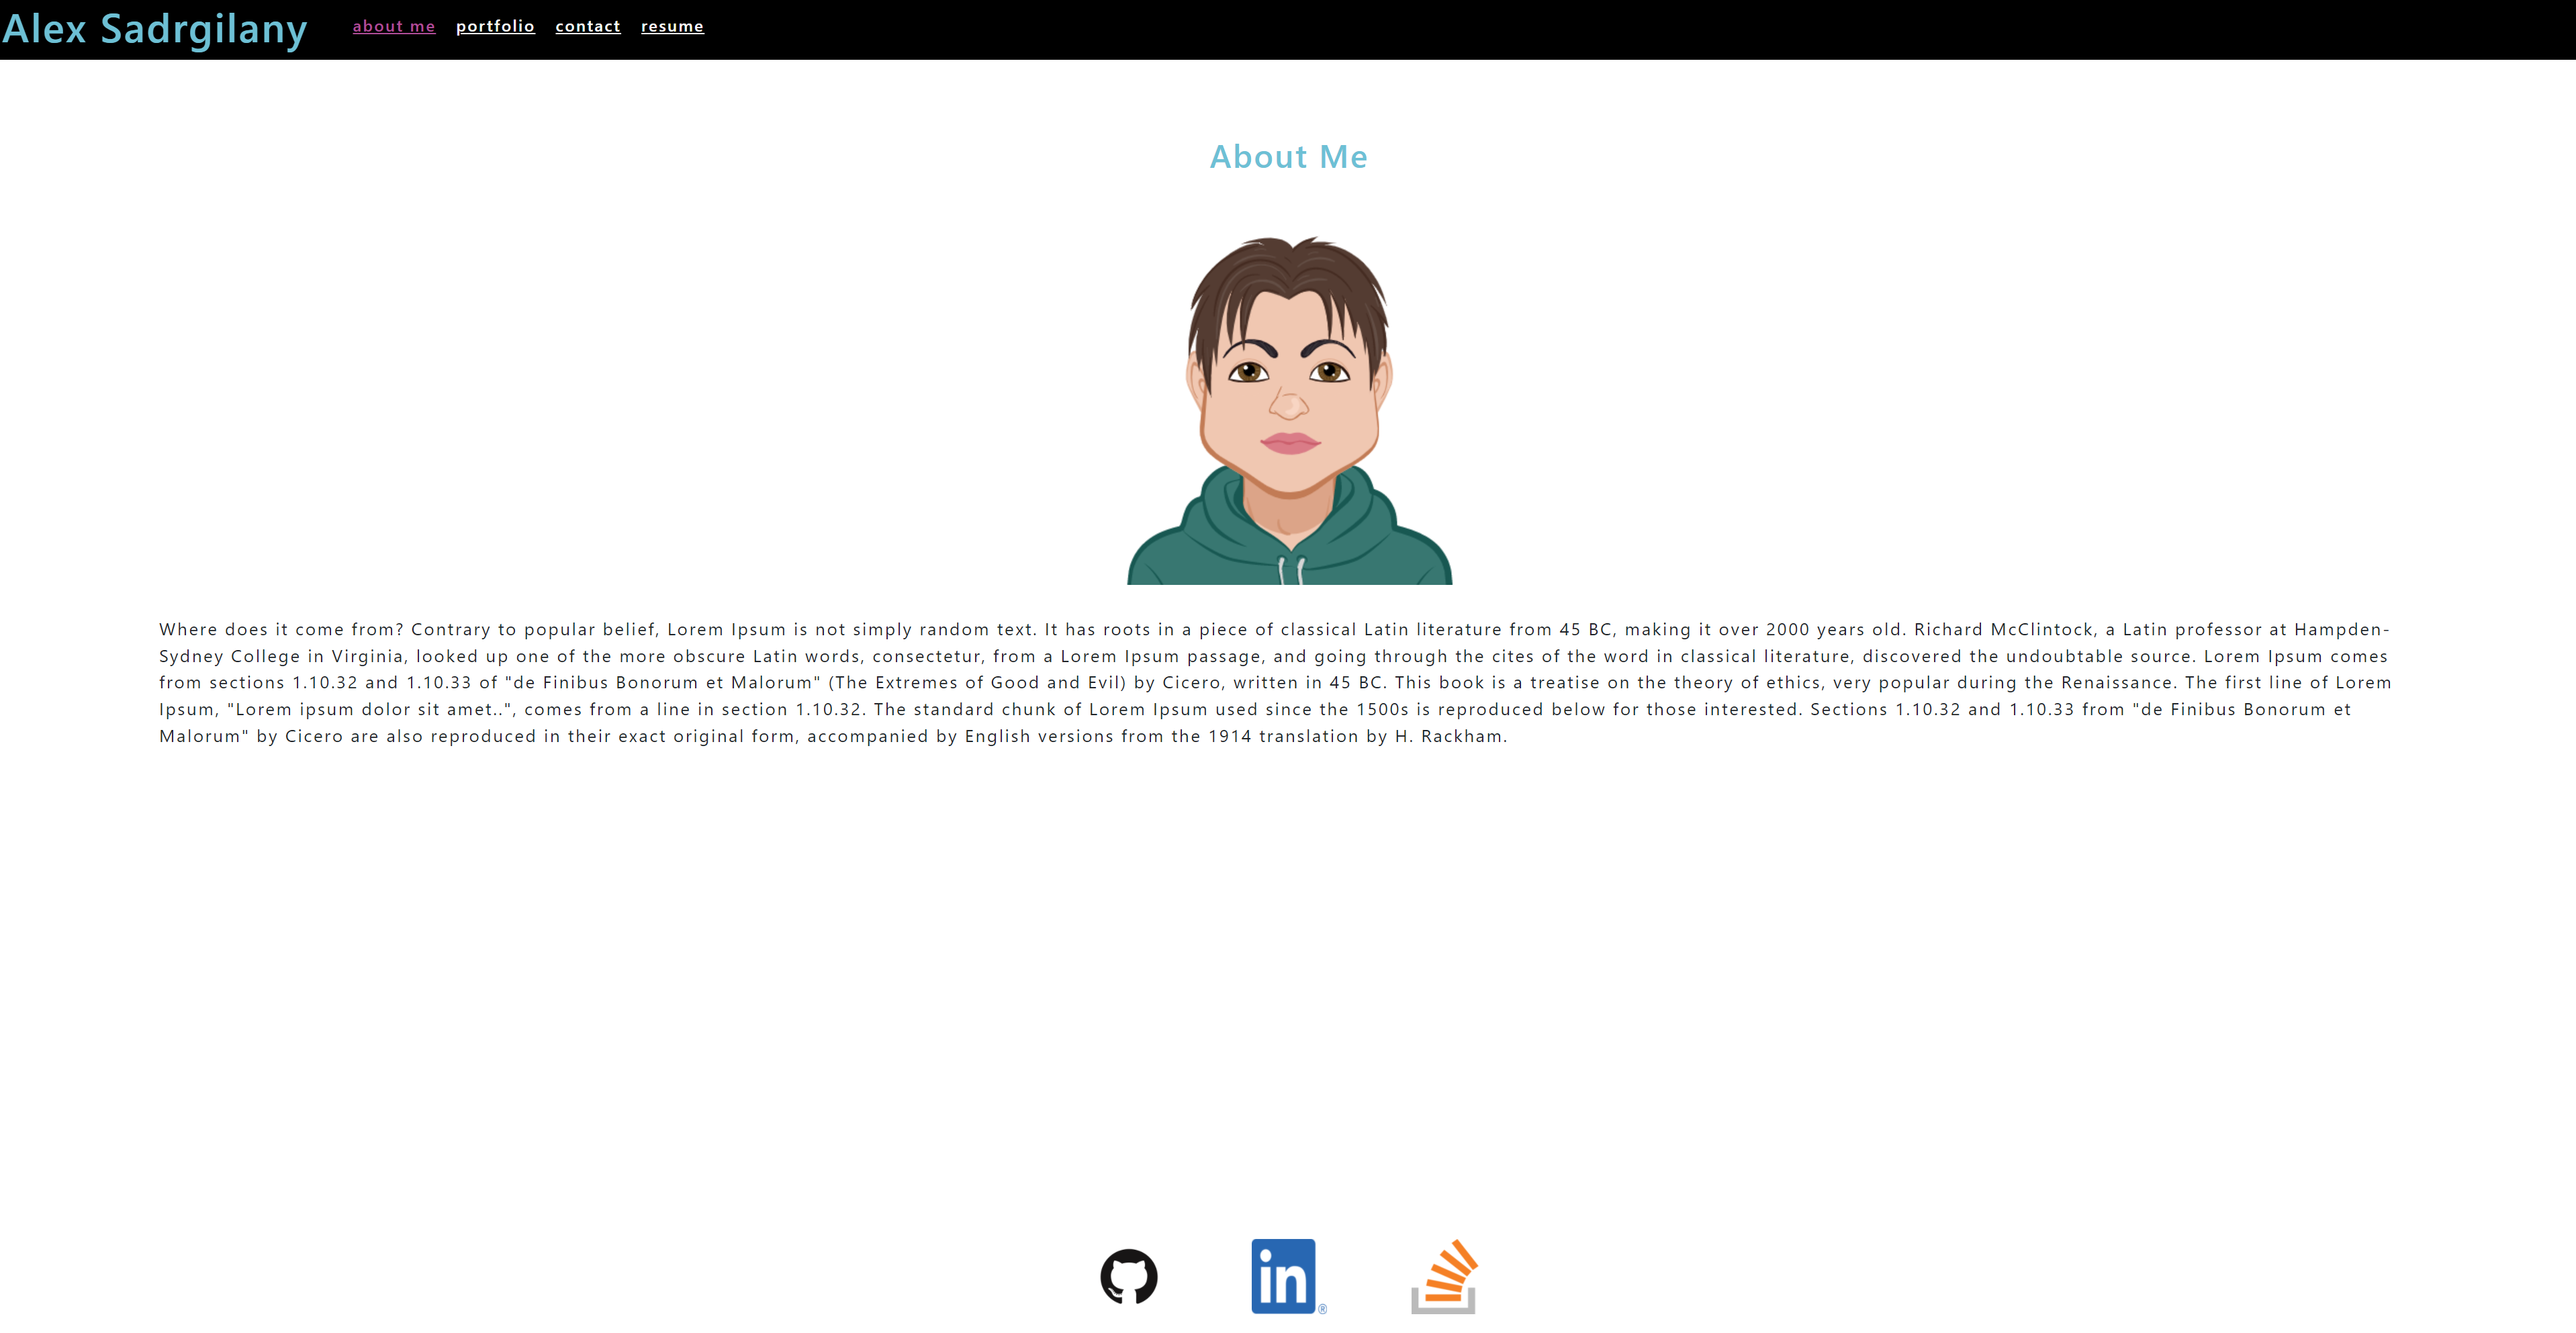 Alex Sadrgilany
about me portfolio contact resume
About Me
Where does it come from? Contrary to popular belief, Lorem Ipsum is not simply random text. It has roots in a piece of classical Latin literature from 45 BC, making it over 2000 years old. Richard McClintock, a Latin professor at Hampden-
Sydney College in Virginia, looked up one of the more obscure Latin words, consectetur, from a Lorem Ipsum passage, and going through the cites of the word in classical literature, discovered the undoubtable source. Lorem Ipsum comes
from sections 1.10.32 and 1.10.33 of "de Finibus Bonorum et Malorum" (The Extremes of Good and Evil) by Cicero, written in 45 BC. This book is a treatise on the theory of ethics, very popular during the Renaissance. The first line of Lorem
Ipsum, "Lorem ipsum dolor sit amet..", comes from a line in section 1.10.32. The standard chunk of Lorem Ipsum used since the 1500s is reproduced below for those interested. Sections 1.10.32 and 1.10.33 from "de Finibus Bonorum et
Malorum" by Cicero are also reproduced in their exact original form, accompanied by English versions from the 1914 translation by H. Rackham.
in ®